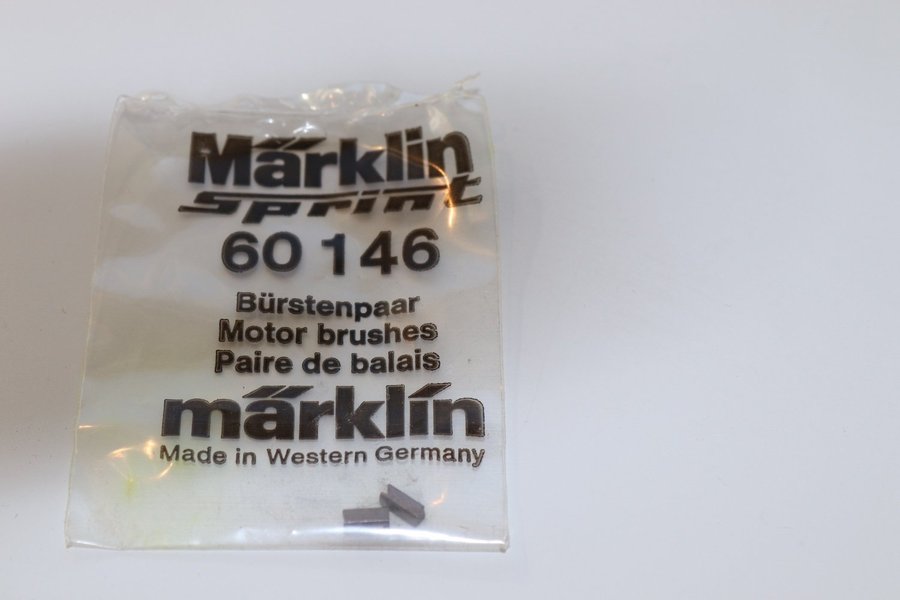 Märklin
sprint
60 146
Bürstenpaar
Motor brushes
Paire de balais
märklin
Made in Western Germany